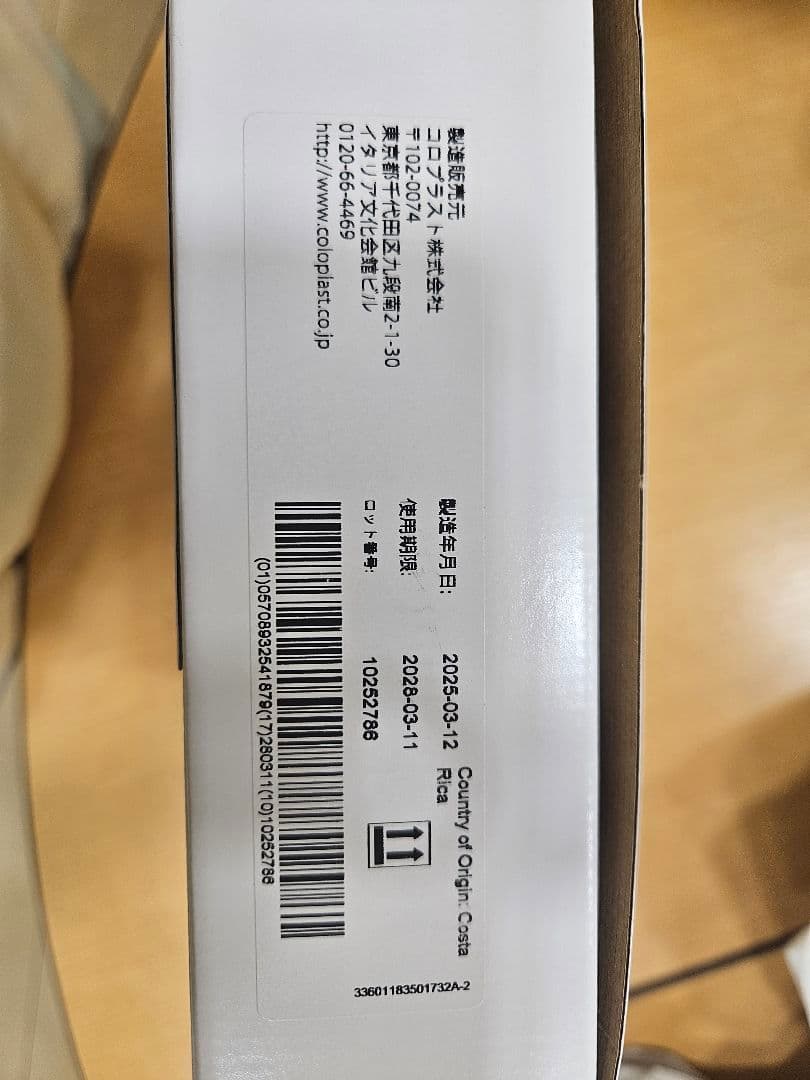 製造販売元
コロプラスト株式会社
〒102-0074
東京都千代田区九段南2-1-30
イタリア文化会館ビル
0120-66-4469
http://www.coloplast.co.jp
製造年月日: 2025-03-12
使用期限: 2028-03-11
ロット番号: 10252786
Country of Origin: Costa
Rica
(01)05708932541879(17)280311(10)10252786
33601183501732A-2